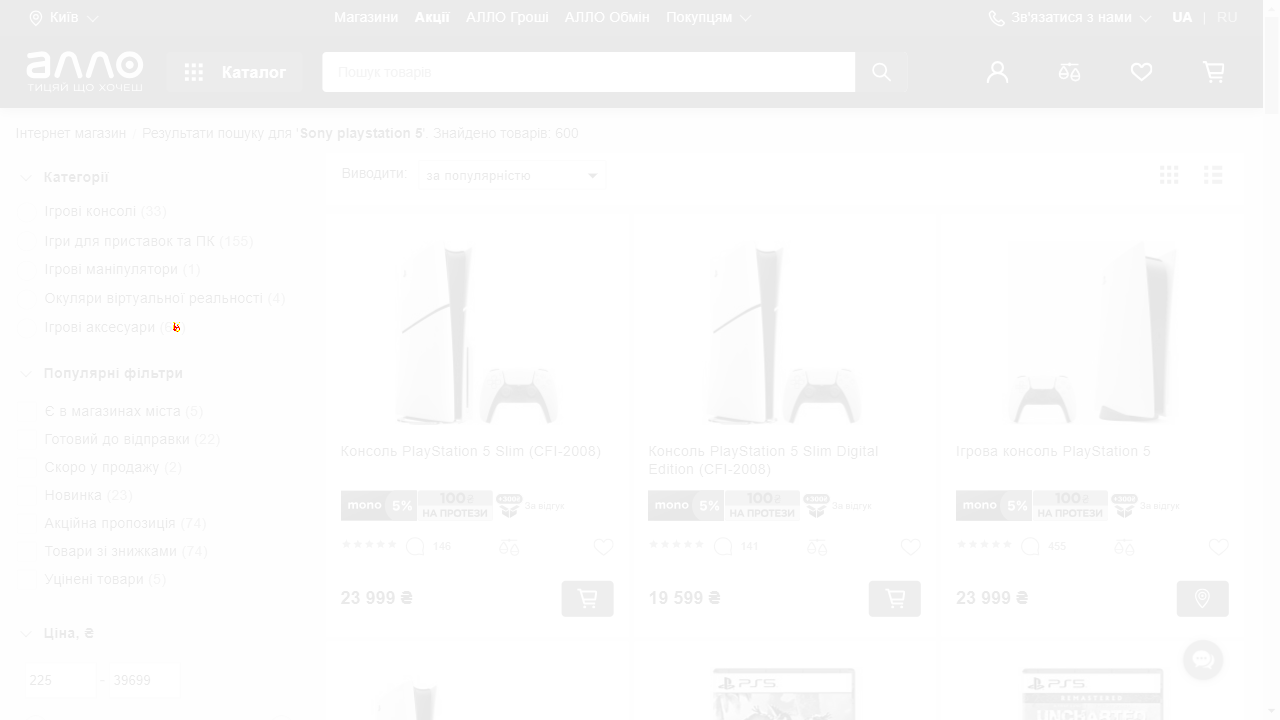 Київ
Магазини Акції АЛЛО Гроші АЛЛО Обмін Покупцям
Зв'язатися з нами
UA | RU
алло
ТИЦЯЙ ЩО ХОЧЕШ
Каталог
Пошук товарів
Інтернет магазин
Результати пошуку для 'Sony playstation 5'. Знайдено товарів: 600
Категорії
Ігрові консолі (33)
Ігри для приставок та ПК (155)
Ігрові маніпулятори (1)
Окуляри віртуальної реальності (4)
Ігрові аксесуари
Популярні фільтри
Є в магазинах міста (5)
Готовий до відправки (22)
Скоро у продажу (2)
Новинка (23)
Акційна пропозиція (74)
Товари зі знижками (74)
Уцінені товари (5)
Ціна, ₴
225 - 39699
Виводити: за популярністю
Консоль PlayStation 5 Slim (CFI-2008)
mono 5% 100₴ НА ПРОТЕЗИ +300₴ За відгук
146
23 999 ₴
Консоль PlayStation 5 Slim Digital
Edition (CFI-2008)
mono 5% 100₴ НА ПРОТЕЗИ +300₴ За відгук
141
19 599 ₴
Ігрова консоль PlayStation 5
mono 5% 100₴ НА ПРОТЕЗИ +300₴ За відгук
455
23 999 ₴
PS5
PS5
REMASTERED
UNCHARTED